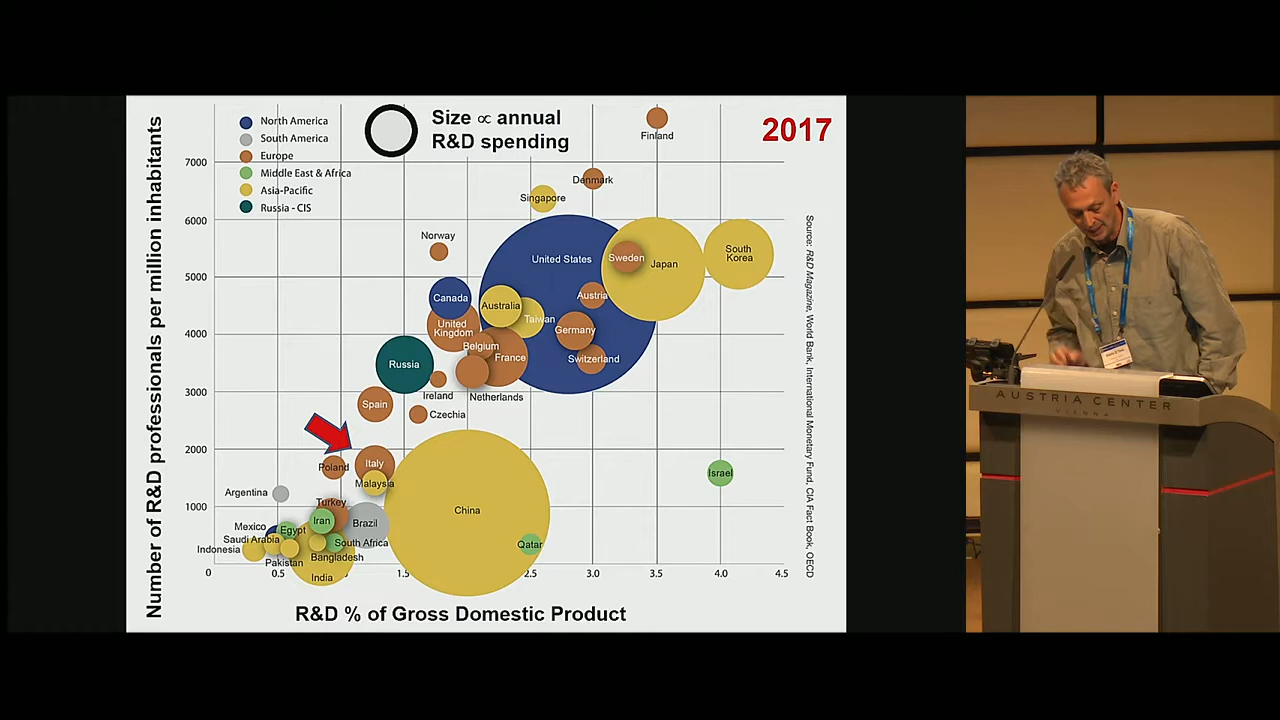 Number of R&D professionals per million inhabitants
North America
South America
Europe
Middle East & Africa
Asia-Pacific
Russia - CIS
Size ∝ annual
R&D spending
2017
7000
6000
5000
4000
3000
2000
1000
0
0.5
1.5
2.5
3.0
3.5
4.0
4.5
Finland
Denmark
Singapore
Norway
United States
Sweden
Japan
South
Korea
Canada
Australia
Austria
United
Kingdom
Taiwan
Germany
Belgium
France
Switzerland
Russia
Ireland
Netherlands
Spain
Czechia
Poland
Italy
Malaysia
Israel
Argentina
Turkey
China
Iran
Brazil
Mexico
Egypt
Saudi Arabia
South Africa
Qatar
Indonesia
Bangladesh
Pakistan
India
R&D % of Gross Domestic Product
Source: R&D Magazine, World Bank, International Monetary Fund, CIA Fact Book, OECD
AUSTRIA CENTER
VIENNA